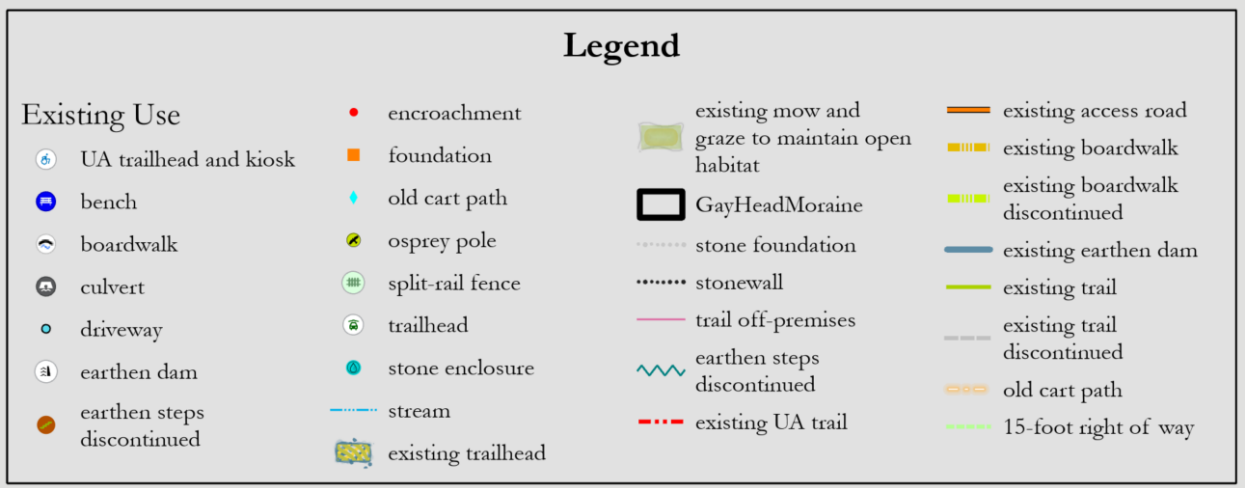 Legend
Existing Use
UA trailhead and kiosk
bench
boardwalk
culvert
driveway
earthen dam
earthen steps
discontinued
encroachment
foundation
old cart path
osprey pole
split-rail fence
trailhead
stone enclosure
stream
existing trailhead
existing mow and
graze to maintain open
habitat
GayHeadMoraine
stone foundation
stonewall
trail off-premises
earthen steps
discontinued
existing UA trail
existing access road
existing boardwalk
existing boardwalk
discontinued
existing earthen dam
existing trail
existing trail
discontinued
old cart path
15-foot right of way